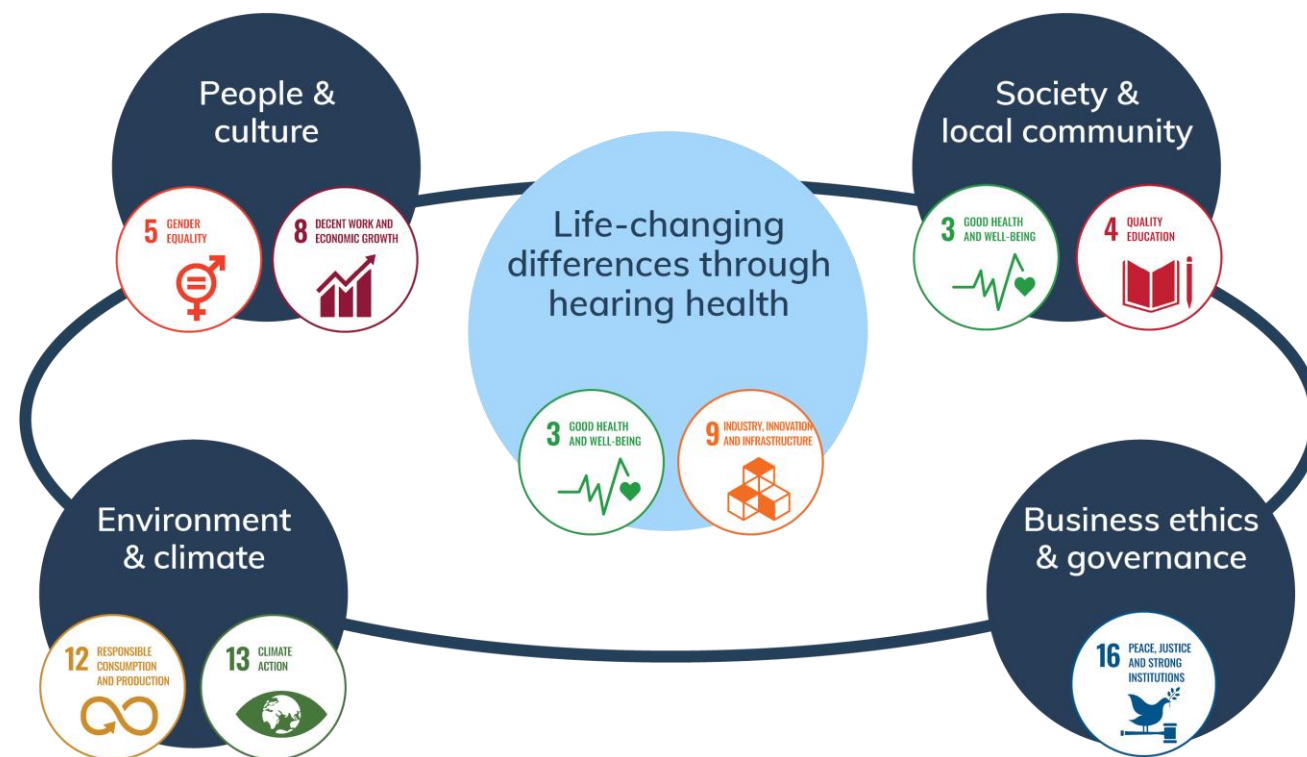 People &
culture
5 GENDER
EQUALITY
8 DECENT WORK AND
ECONOMIC GROWTH
Society &
local community
3 GOOD HEALTH
AND WELL-BEING
4 QUALITY
EDUCATION
Life-changing
differences through
hearing health
3 GOOD HEALTH
AND WELL-BEING
9 INDUSTRY, INNOVATION
AND INFRASTRUCTURE
Environment
& climate
12 RESPONSIBLE
CONSUMPTION
AND PRODUCTION
13 CLIMATE
ACTION
Business ethics
& governance
16 PEACE, JUSTICE
AND STRONG
INSTITUTIONS